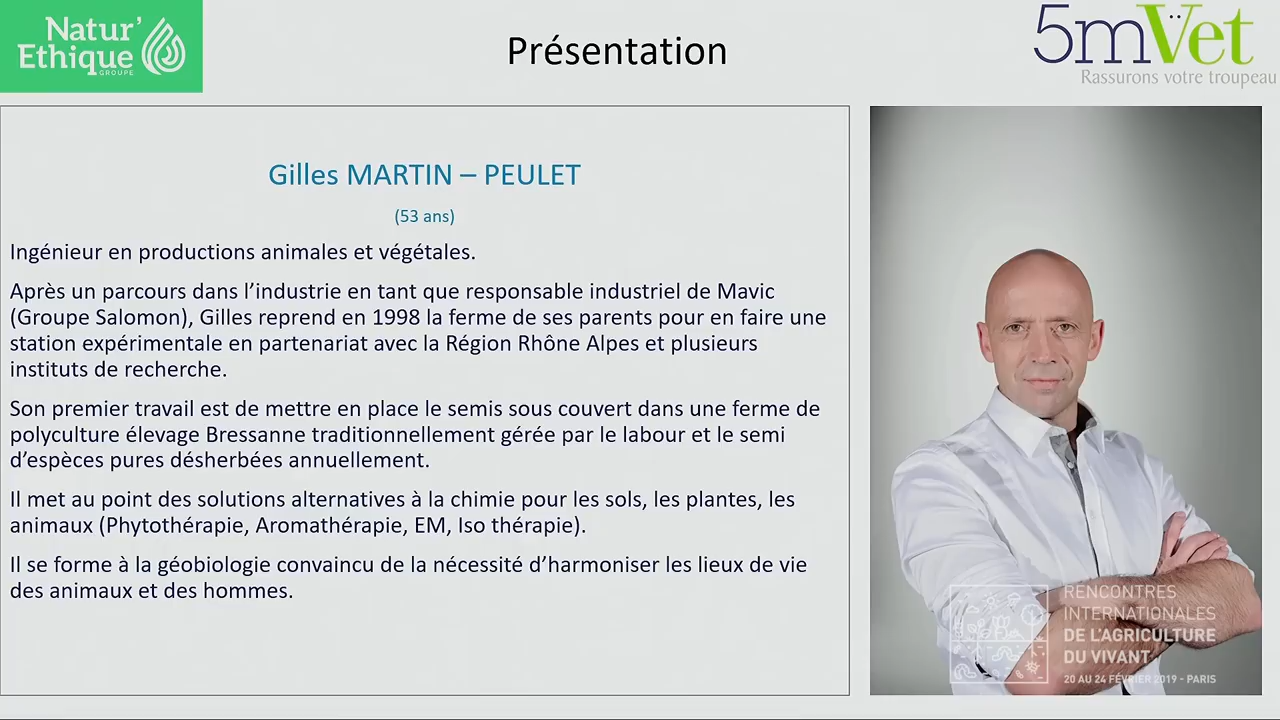 Natur'
Ethique
GROUPE
Présentation
5mVët
Rassurons votre troupeau
Gilles MARTIN – PEULET
(53 ans)
Ingénieur en productions animales et végétales.
Après un parcours dans l'industrie en tant que responsable industriel de Mavic
(Groupe Salomon), Gilles reprend en 1998 la ferme de ses parents pour en faire une
station expérimentale en partenariat avec la Région Rhône Alpes et plusieurs
instituts de recherche.
Son premier travail est de mettre en place le semis sous couvert dans une ferme de
polyculture élevage Bressanne traditionnellement gérée par le labour et le semi
d'espèces pures désherbées annuellement.
Il met au point des solutions alternatives à la chimie pour les sols, les plantes, les
animaux (Phytothérapie, Aromathérapie, EM, Iso thérapie).
Il se forme à la géobiologie convaincu de la nécessité d'harmoniser les lieux de vie
des animaux et des hommes.
RENCONTRES
INTERNATIONALES
DE L'AGRICULTURE
DU VIVANT
20 AU 24 FÉVRIER 2019 - PARIS